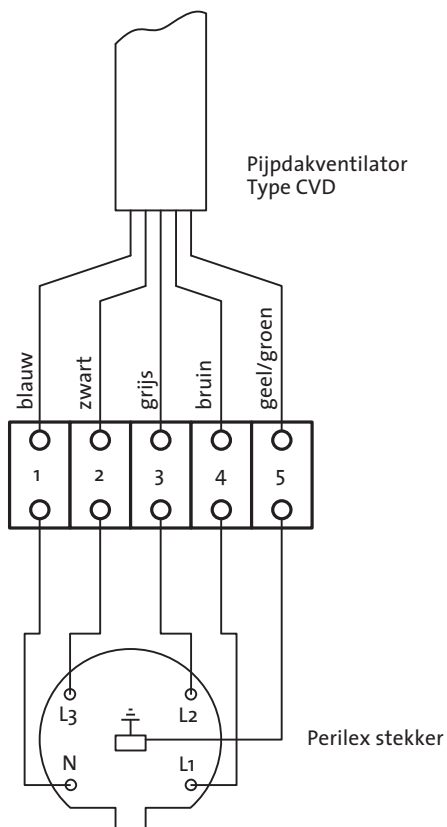 Pijpdakventilator
Type CVD
blauw
zwart
grijs
bruin
geel/groen
1 2 3 4 5
L3 L2
N L1
Perilex stekker